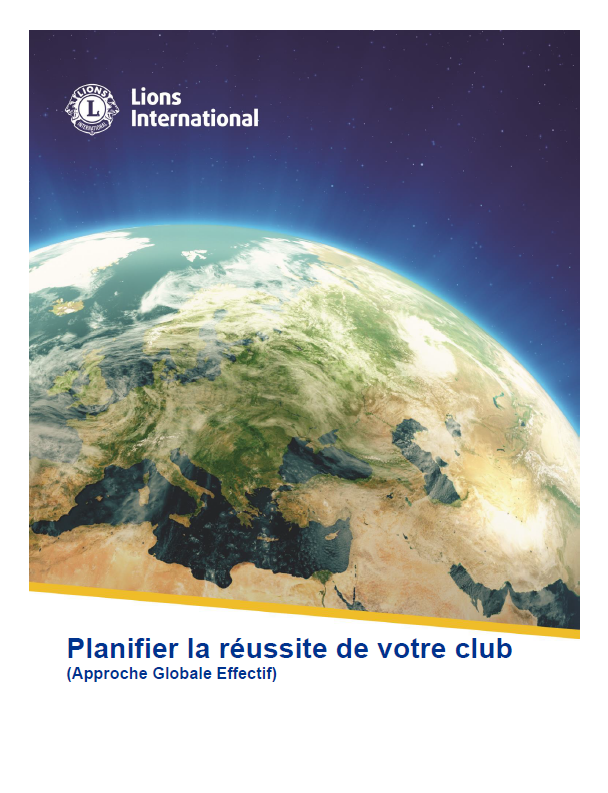 LIONS
L
INTERNATIONAL
Lions
International
Planifier la réussite de votre club
(Approche Globale Effectif)